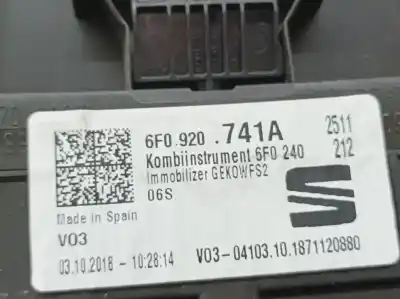 6F0.920 .741A 2511
Kombiinstrument 6F0 240 212
Immobilizer GEKOWFS2
06S
Made in Spain
V03
03.10.2018 - 10:28:14 V03-04103.10.1871120880